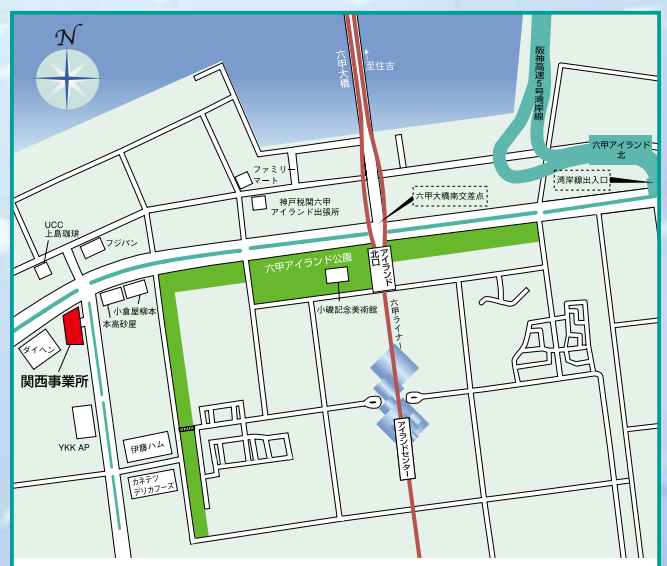 N
六甲大橋
至住吉
阪神高速5号湾岸線
六甲アイランド
北
湾岸線出入口
ファミリー
マート
神戸税関六甲
アイランド出張所
六甲大橋南交差点
UCC
上島珈琲
フジパン
六甲アイランド公園
アイランド
北口
小磯記念美術館
小倉屋柳本
本高砂屋
六甲ライナー
ダイヘン
関西事業所
YKK AP
伊藤ハム
カネテツ
デリカフーズ
アイランドセンター